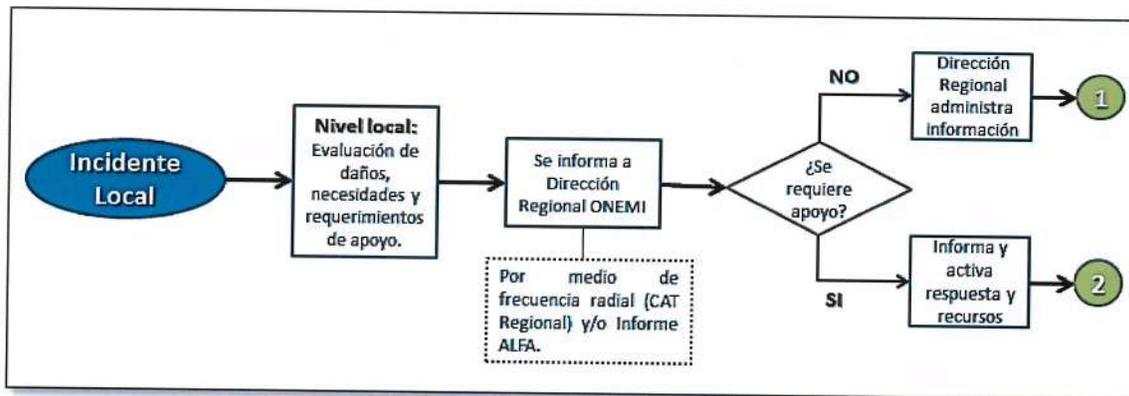 Incidente
Local
Nivel local:
Evaluación de
daños,
necesidades y
requerimientos
de apoyo.
Se informa a
Dirección
Regional ONEMI
Por medio de
frecuencia radial (CAT
Regional) y/o Informe
ALFA.
¿Se
requiere
apoyo?
NO
Dirección
Regional
administra
información
1
SI
Informa y
activa
respuesta y
recursos
2